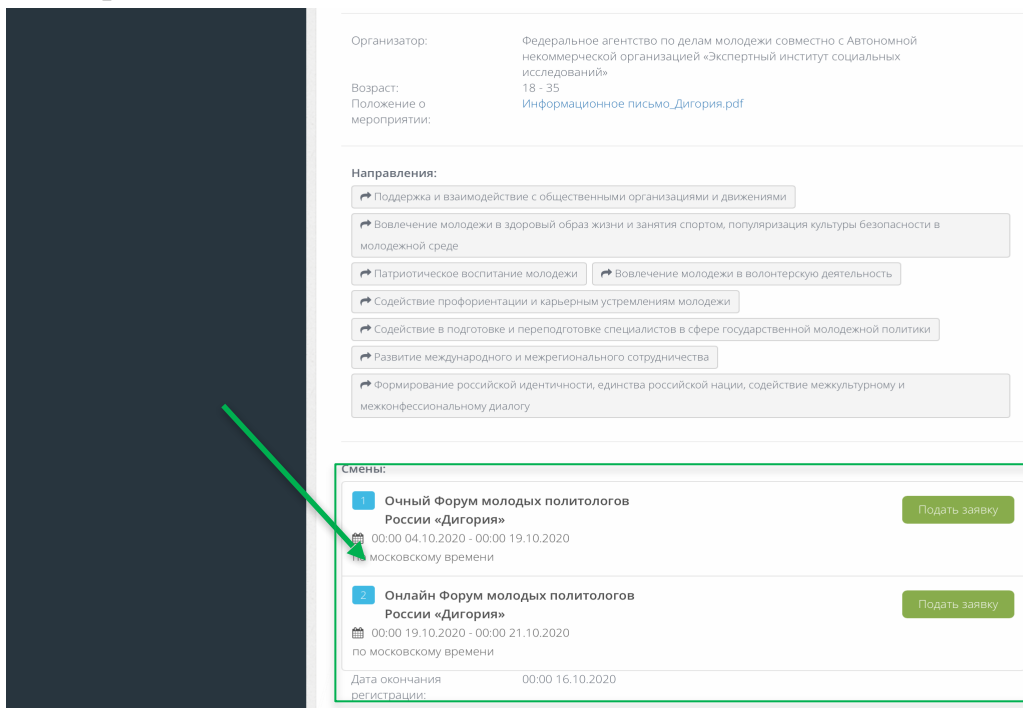 Организатор: Федеральное агентство по делам молодежи совместно с Автономной
некоммерческой организацией «Экспертный институт социальных
исследований»
Возраст: 18 - 35
Положение о Информационное письмо_Дигория.pdf
мероприятии:
Направления:
Поддержка и взаимодействие с общественными организациями и движениями
Вовлечение молодежи в здоровый образ жизни и занятия спортом, популяризация культуры безопасности в
молодежной среде
Патриотическое воспитание молодежи Вовлечение молодежи в волонтерскую деятельность
Содействие профориентации и карьерным устремлениям молодежи
Содействие в подготовке и переподготовке специалистов в сфере государственной молодежной политики
Развитие международного и межрегионального сотрудничества
Формирование российской идентичности, единства российской нации, содействие межкультурному и
межконфессиональному диалогу
Смены:
1 Очный Форум молодых политологов
России «Дигория»
Подать заявку
00:00 04.10.2020 - 00:00 19.10.2020
по московскому времени
2 Онлайн Форум молодых политологов
России «Дигория»
Подать заявку
00:00 19.10.2020 - 00:00 21.10.2020
по московскому времени
Дата окончания 00:00 16.10.2020
регистрации: